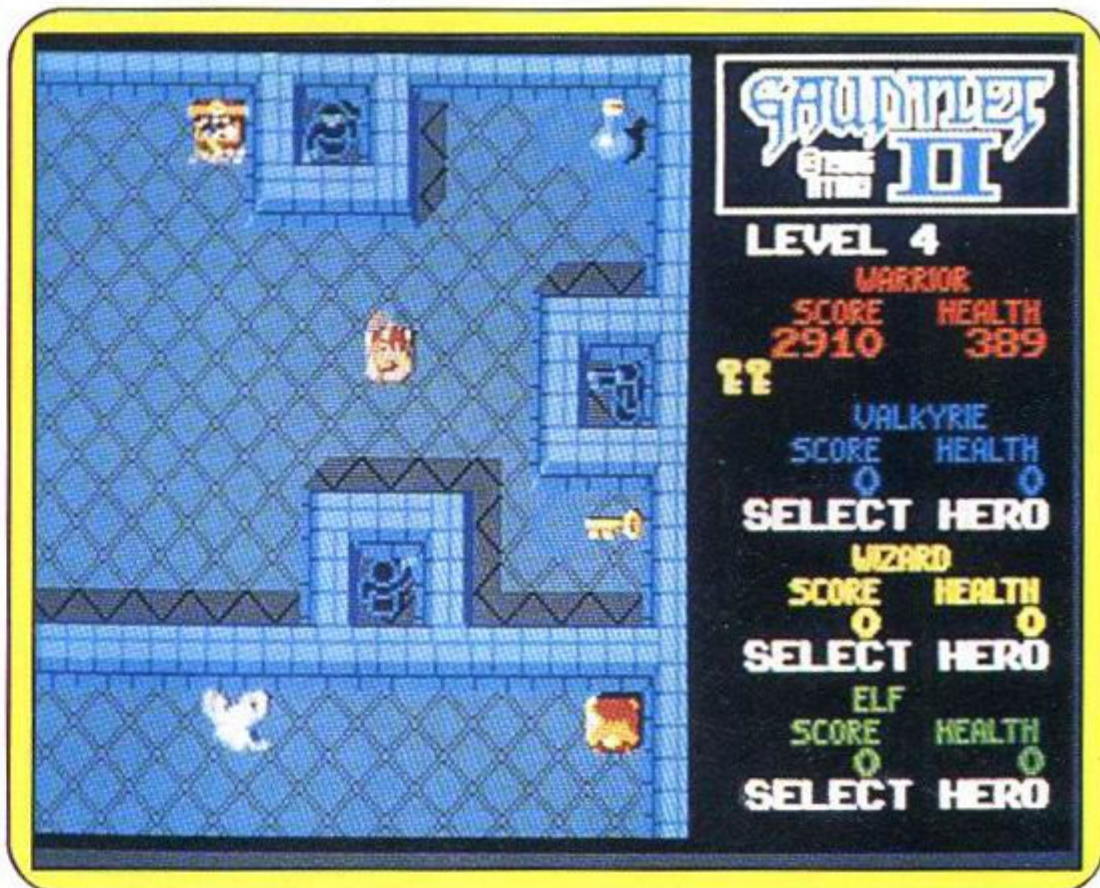 GAUNTLET
II
LEVEL 4
WARRIOR
SCORE HEALTH
2910 389
VALKYRIE
SCORE HEALTH
0 0
SELECT HERO
WIZARD
SCORE HEALTH
0 0
SELECT HERO
ELF
SCORE HEALTH
0 0
SELECT HERO